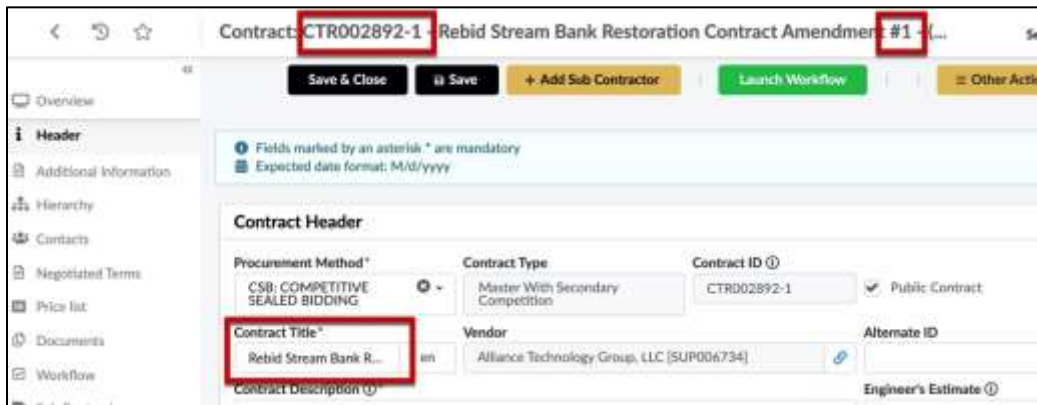 Contract: CTR002892-1 - Rebid Stream Bank Restoration Contract Amendment #1 - (...
Save & Close Save + Add Sub Contractor Launch Workflow Other Acti
Overview
Header
Fields marked by an asterisk * are mandatory
Expected date format: M/d/yyyy
Additional Information
Hierarchy
Contacts
Negotiated Terms
Price list
Documents
Workflow
Contract Header
Procurement Method* Contract Type Contract ID
CSB: COMPETITIVE SEALED BIDDING
Master With Secondary Competition
CTR002892-1
Public Contract
Contract Title* Vendor Alternate ID
Rebid Stream Bank R... en Alliance Technology Group, LLC [SUP006734]
Contract Description Engineer's Estimate